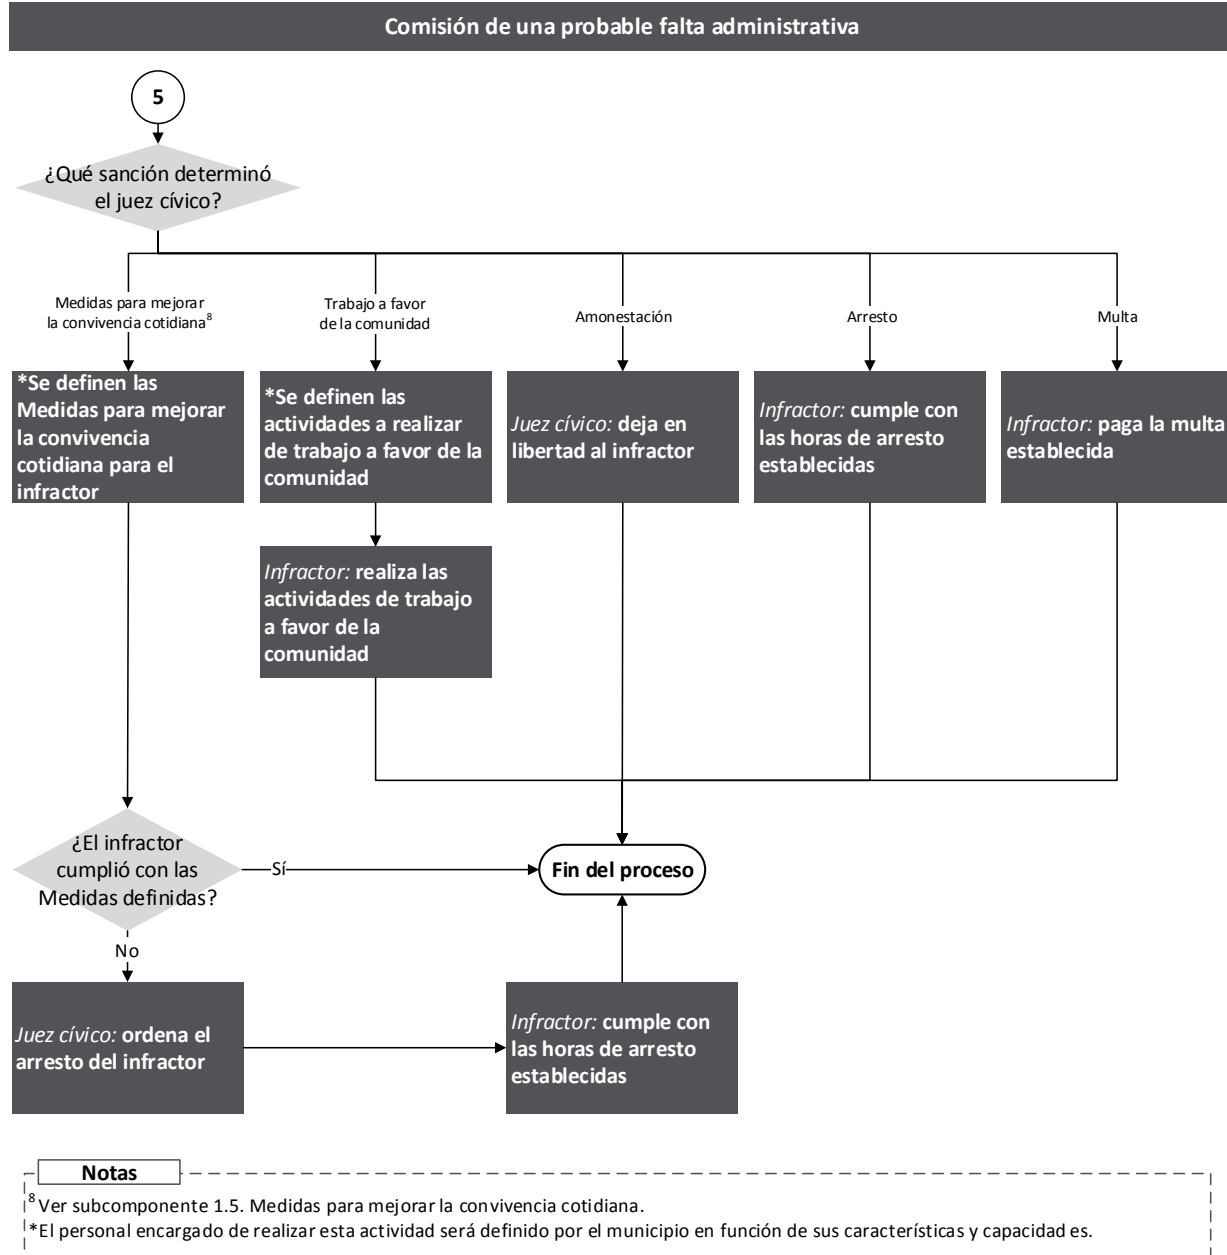 Comisión de una probable falta administrativa
5
¿Qué sanción determinó
el juez cívico?
Medidas para mejorar
la convivencia cotidiana⁸
Trabajo a favor
de la comunidad
Amonestación
Arresto
Multa
*Se definen las
Medidas para mejorar
la convivencia
cotidiana para el
infractor
*Se definen las
actividades a realizar
de trabajo a favor de la
comunidad
Juez cívico: deja en
libertad al infractor
Infractor: cumple con
las horas de arresto
establecidas
Infractor: paga la multa
establecida
Infractor: realiza las
actividades de trabajo
a favor de la
comunidad
¿El infractor
cumplió con las
Medidas definidas?
Sí
Fin del proceso
No
Juez cívico: ordena el
arresto del infractor
Infractor: cumple con
las horas de arresto
establecidas
Notas
⁸ Ver subcomponente 1.5. Medidas para mejorar la convivencia cotidiana.
*El personal encargado de realizar esta actividad será definido por el municipio en función de sus características y capacidades.